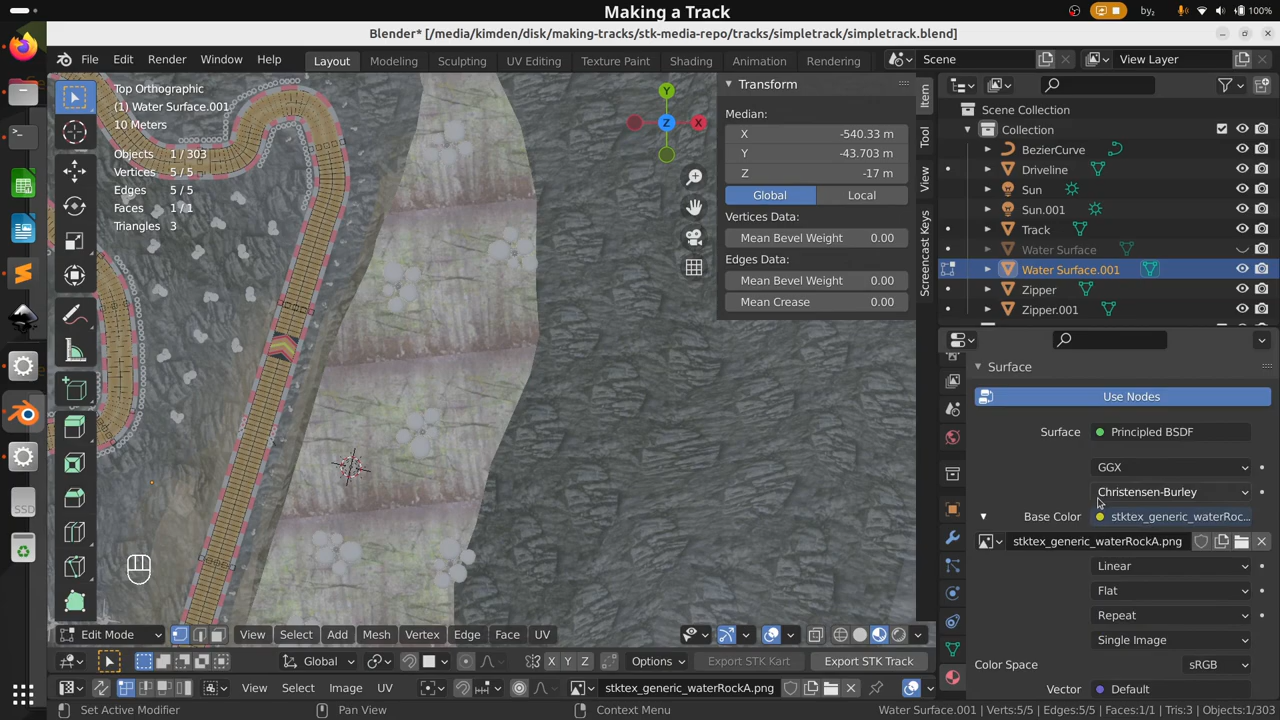 Making a Track
by₂
100%
Blender* [/media/kimden/disk/making-tracks/stk-media-repo/tracks/simpletrack/simpletrack.blend]
File Edit Render Window Help
Layout Modeling Sculpting UV Editing Texture Paint Shading Animation Rendering
Scene
View Layer
Top Orthographic
(1) Water Surface.001
10 Meters
Objects 1 / 303
Vertices 5 / 5
Edges 5 / 5
Faces 1 / 1
Triangles 3
Y
X
Z
Transform
Median:
X -540.33 m
Y -43.703 m
Z -17 m
Global Local
Vertices Data:
Mean Bevel Weight 0.00
Edges Data:
Mean Bevel Weight 0.00
Mean Crease 0.00
Item
Tool
View
Screencast Keys
Scene Collection
Collection
BezierCurve
Driveline
Sun
Sun.001
Track
Water Surface
Water Surface.001
Zipper
Zipper.001
Surface
Use Nodes
Surface Principled BSDF
GGX
Christensen-Burley
Base Color stktex_generic_waterRoc...
stktex_generic_waterRockA.png
Linear
Flat
Repeat
Single Image
Color Space sRGB
Vector Default
SSD
Edit Mode View Select Add Mesh Vertex Edge Face UV
Global X Y Z Options Export STK Kart Export STK Track
View Select Image UV stktex_generic_waterRockA.png
Set Active Modifier Pan View Context Menu Water Surface.001 | Verts:5/5 | Edges:5/5 | Faces:1/1 | Tris:3 | Objects:1/303